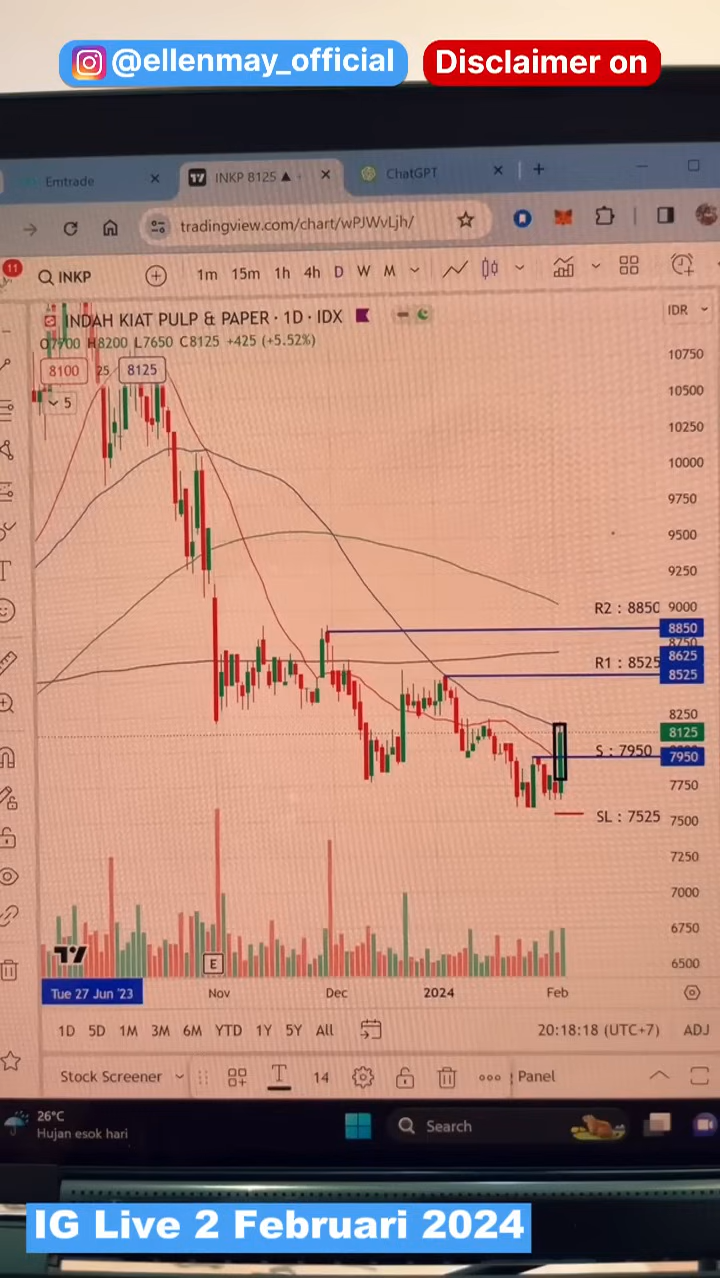 @ellenmay_official
Disclaimer on
Emtrade
INKP 8125
ChatGPT
tradingview.com/chart/wPJWvLjh/
11
INKP
1m 15m 1h 4h D W M
INDAH KIAT PULP & PAPER · 1D · IDX
IDR
O7700 H8200 L7650 C8125 +425 (+5.52%)
8100 25 8125
5
10750
10500
10250
10000
9750
9500
9250
R2 : 8850
9000
8850
8750
8625
R1 : 8525
8525
8250
8125
S : 7950
7950
7750
SL : 7525
7500
7250
7000
6750
6500
E
Tue 27 Jun '23
Nov
Dec
2024
Feb
1D 5D 1M 3M 6M YTD 1Y 5Y All
20:18:18 (UTC+7)
ADJ
Stock Screener
T
14
Panel
26°C
Hujan esok hari
Search
IG Live 2 Februari 2024